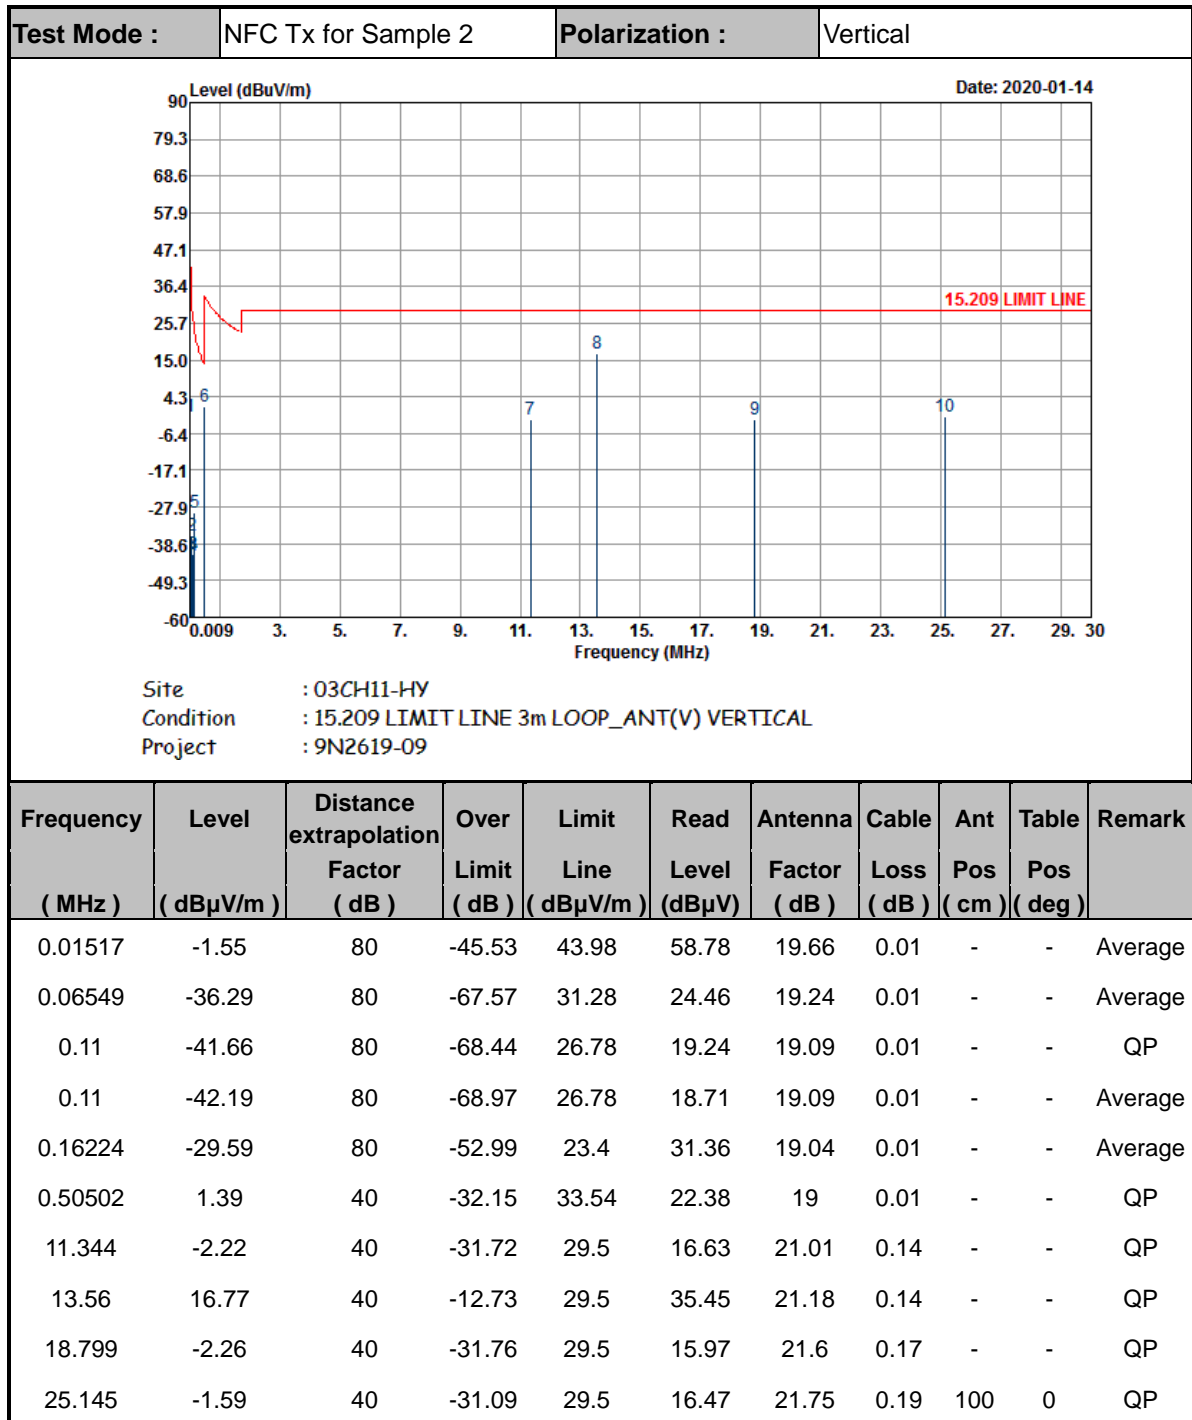 Test Mode : NFC Tx for Sample 2 Polarization : Vertical
Level (dBuV/m) Date: 2020-01-14
90
79.3
68.6
57.9
47.1
36.4
15.209 LIMIT LINE
25.7
8
15.0
4.3 1 6 7 9 10
-6.4
-17.1
-27.9 5
2
-38.6
-49.3
-60
0.009 3. 5. 7. 9. 11. 13. 15. 17. 19. 21. 23. 25. 27. 29. 30
Frequency (MHz)
Site : 03CH11-HY
Condition : 15.209 LIMIT LINE 3m LOOP_ANT(V) VERTICAL
Project : 9N2619-09
Frequency Level Distance extrapolation Over Limit Read Antenna Cable Ant Table Remark
Factor Limit Line Level Factor Loss Pos Pos
( MHz ) ( dBµV/m ) ( dB ) ( dB ) ( dBµV/m ) (dBµV) ( dB ) ( dB ) ( cm ) ( deg )
0.01517 -1.55 80 -45.53 43.98 58.78 19.66 0.01 - - Average
0.06549 -36.29 80 -67.57 31.28 24.46 19.24 0.01 - - Average
0.11 -41.66 80 -68.44 26.78 19.24 19.09 0.01 - - QP
0.11 -42.19 80 -68.97 26.78 18.71 19.09 0.01 - - Average
0.16224 -29.59 80 -52.99 23.4 31.36 19.04 0.01 - - Average
0.50502 1.39 40 -32.15 33.54 22.38 19 0.01 - - QP
11.344 -2.22 40 -31.72 29.5 16.63 21.01 0.14 - - QP
13.56 16.77 40 -12.73 29.5 35.45 21.18 0.14 - - QP
18.799 -2.26 40 -31.76 29.5 15.97 21.6 0.17 - - QP
25.145 -1.59 40 -31.09 29.5 16.47 21.75 0.19 100 0 QP